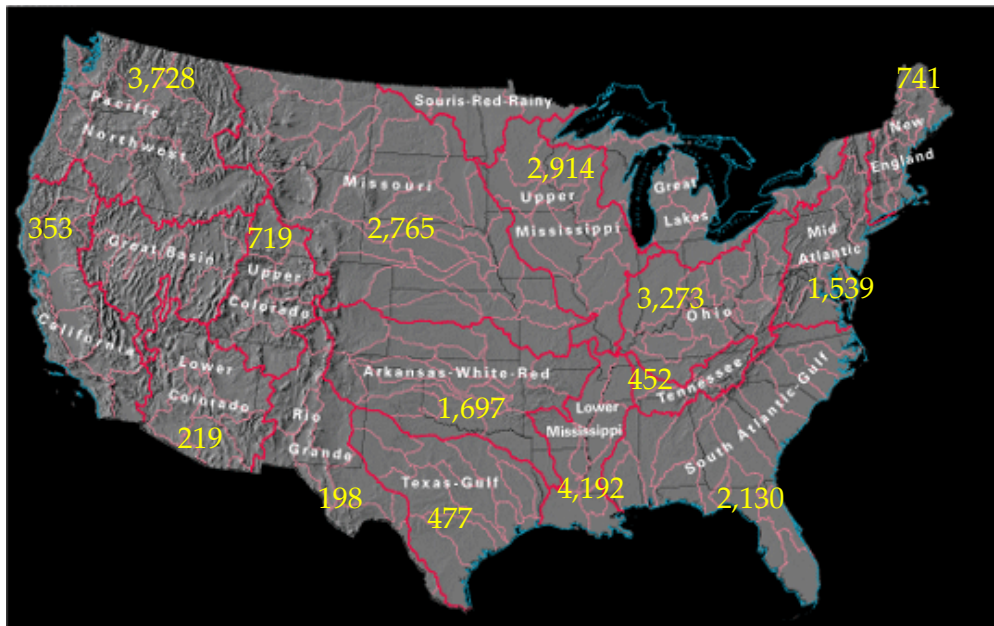 3,728
741
Souris-Red-Rainy
Pacific
Northwest
New
England
2,914
Missouri
Upper
Mississippi
Great
Lakes
353
719
2,765
Great Basin
Mid
Atlantic
Upper
Colorado
3,273
Ohio
1,539
California
Lower
Colorado
Arkansas-White-Red
452
Tennessee
1,697
Lower
Mississippi
South Atlantic-Gulf
219
Rio
Grande
198
Texas-Gulf
477
4,192
2,130